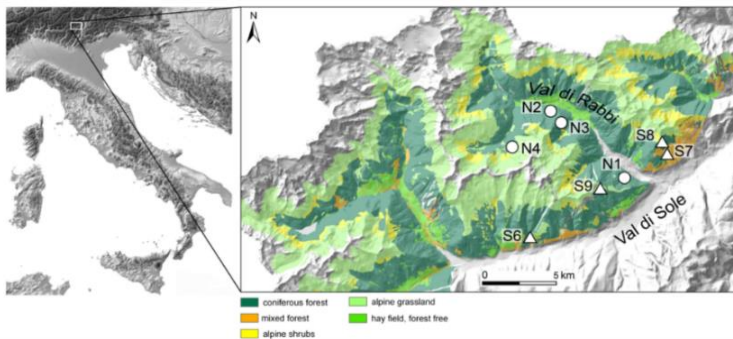 N
Val di Rabbi
N2
N3
N4
S8
S7
N1
S9
S6
Val di Sole
0 5 km
coniferous forest
alpine grassland
mixed forest
hay field, forest free
alpine shrubs